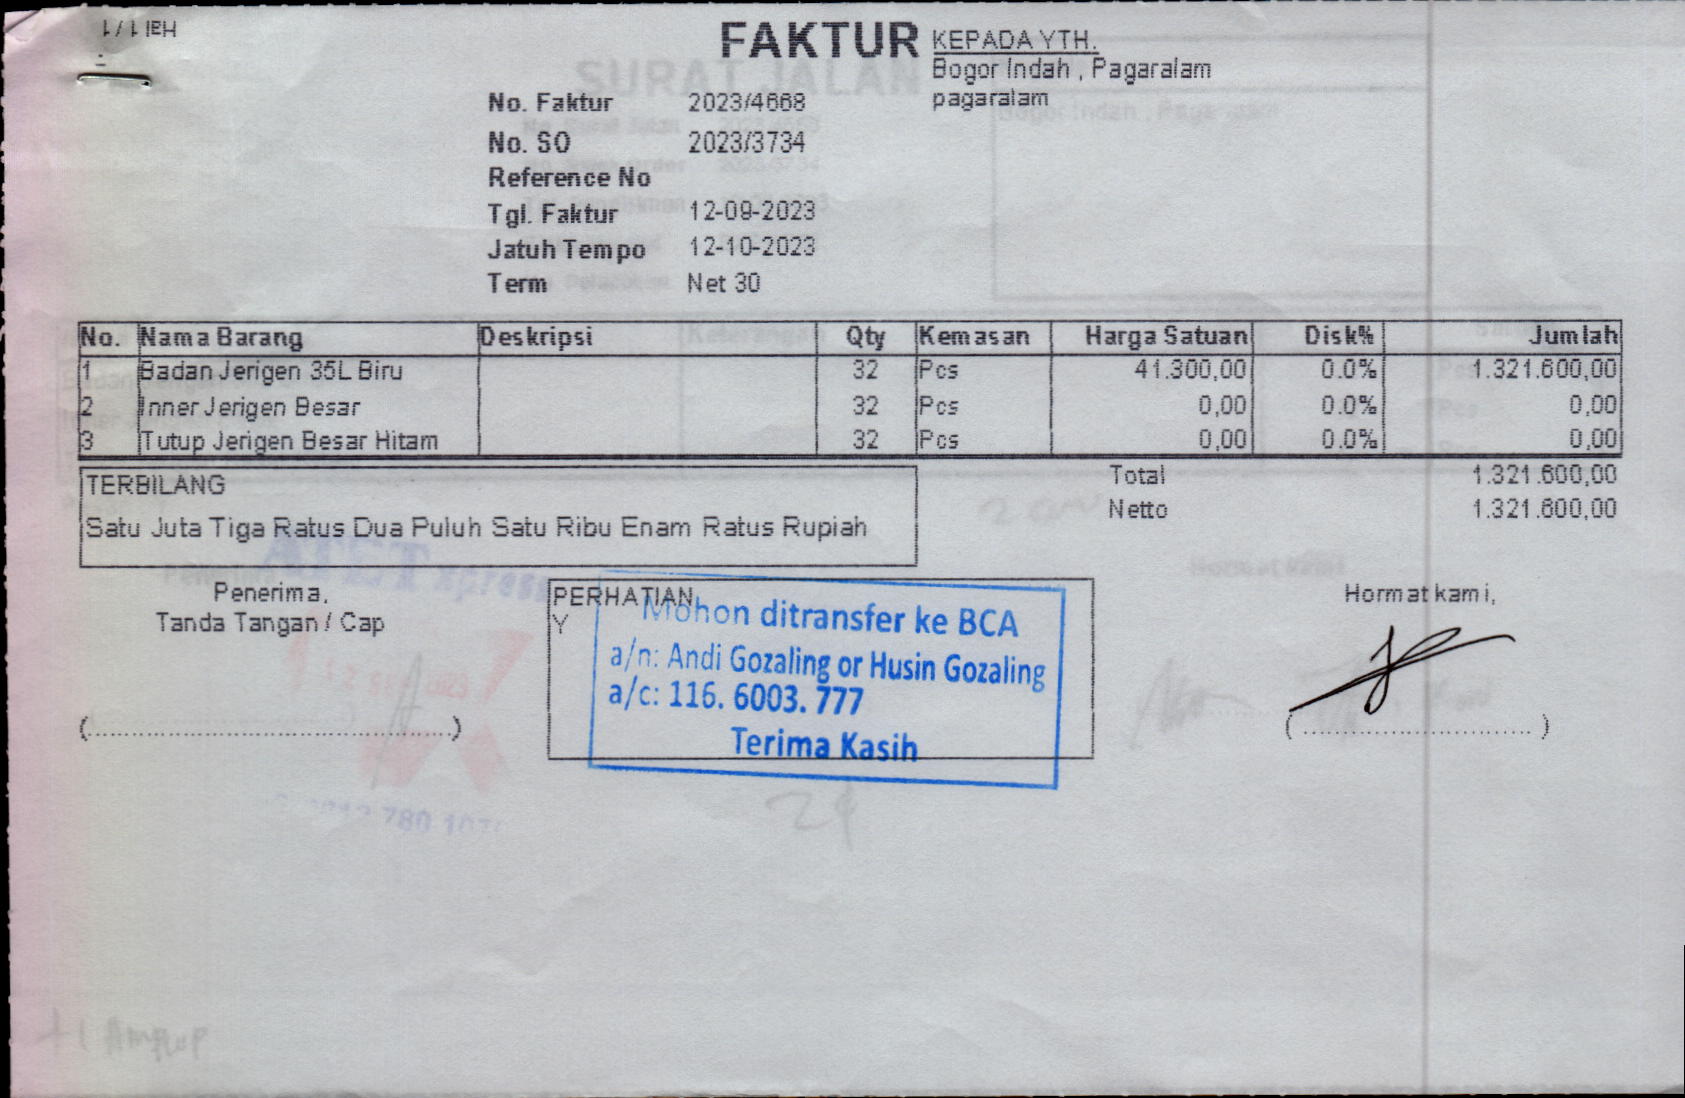 Hal 1 / 1
FAKTUR
KEPADA YTH.
Bogor Indah , Pagaralam
pagaralam
No. Faktur 2023/4668
No. SO 2023/3734
Reference No
Tgl. Faktur 12-09-2023
Jatuh Tempo 12-10-2023
Term Net 30
No. Nama Barang Deskripsi Qty Kemasan Harga Satuan Disk% Jumlah
1 Badan Jerigen 35L Biru 32 Pcs 41.300,00 0.0% 1.321.600,00
2 Inner Jerigen Besar 32 Pcs 0,00 0.0% 0,00
3 Tutup Jerigen Besar Hitam 32 Pcs 0,00 0.0% 0,00
TERBILANG
Satu Juta Tiga Ratus Dua Puluh Satu Ribu Enam Ratus Rupiah
Total 1.321.600,00
Netto 1.321.600,00
Penerima,
Tanda Tangan / Cap
(..........................................)
PERHATIAN
Y
Mohon ditransfer ke BCA
a/n: Andi Gozaling or Husin Gozaling
a/c: 116. 6003. 777
Terima Kasih
Hormat kami,
(..............................)